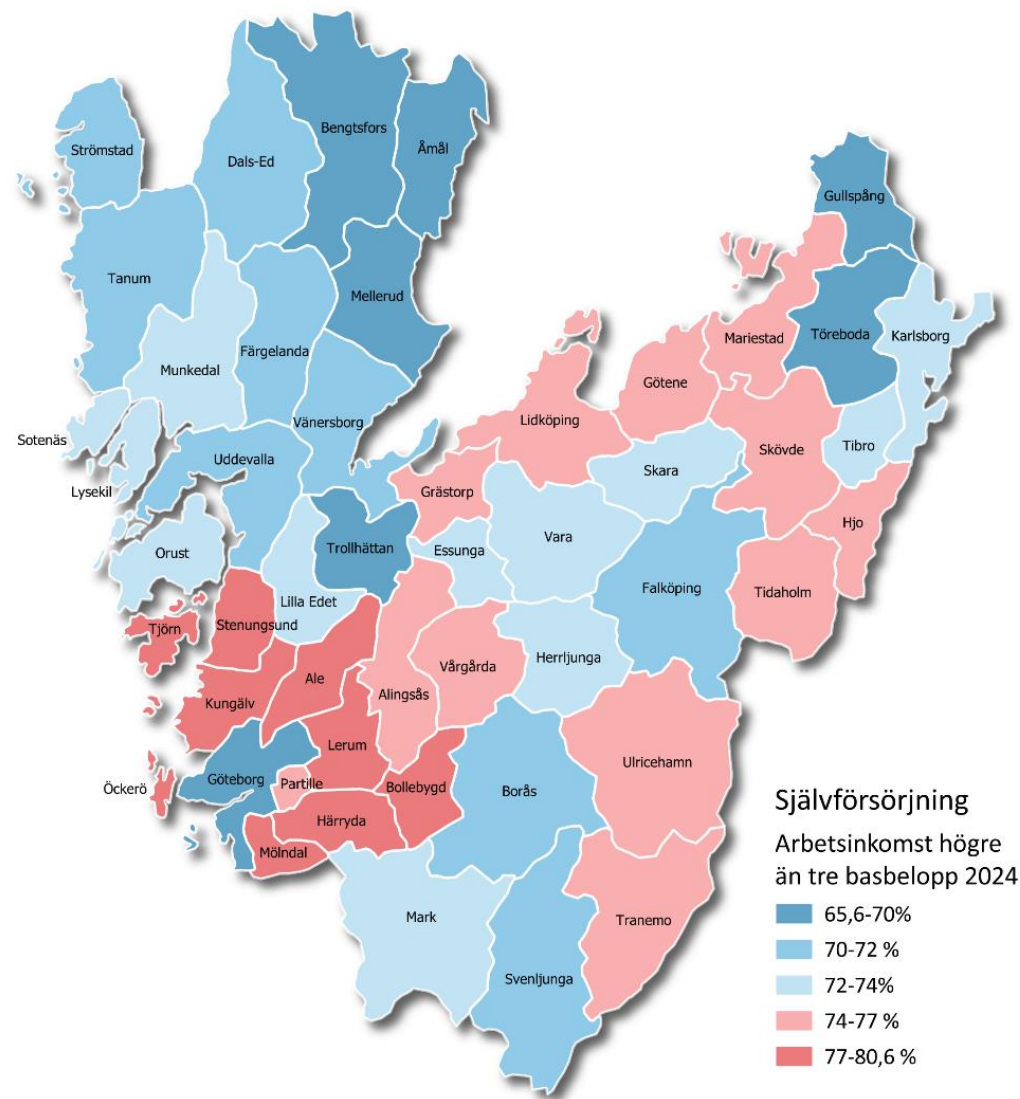 Bengtsfors
Åmål
Strömstad
Dals-Ed
Gullspång
Tanum
Mellerud
Mariestad
Töreboda
Karlsborg
Munkedal
Färgelanda
Götene
Lidköping
Vänersborg
Sotenäs
Uddevalla
Skara
Skövde
Tibro
Lysekil
Grästorp
Hjo
Orust
Trollhättan
Essunga
Vara
Falköping
Tidaholm
Lilla Edet
Tjörn
Stenungsund
Herrljunga
Vårgårda
Ale
Alingsås
Kungälv
Lerum
Ulricehamn
Öckerö
Göteborg
Partille
Bollebygd
Borås
Härryda
Mölndal
Mark
Tranemo
Svenljunga
Självförsörjning
Arbetsinkomst högre
än tre basbelopp 2024
65,6-70%
70-72 %
72-74%
74-77 %
77-80,6 %